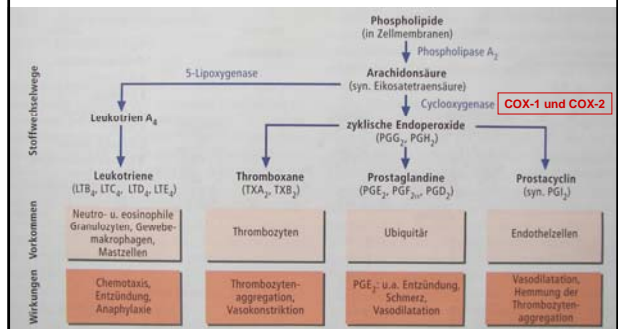 Phospholipide
(in Zellmembranen)
Phospholipase A₂
5-Lipoxygenase
Arachidonsäure
(syn. Eikosatetraensäure)
Cyclooxygenase
COX-1 und COX-2
Stoffwechselwege
Leukotrien A₄
zyklische Endoperoxide
(PGG₂, PGH₂)
Leukotriene
(LTB₄, LTC₄, LTD₄, LTE₄)
Thromboxane
(TXA₂, TXB₂)
Prostaglandine
(PGE₂, PGF₂α, PGD₂)
Prostacyclin
(syn. PGI₂)
Vorkommen
Neutro- u. eosinophile
Granulozyten, Gewebe-
makrophagen,
Mastzellen
Thrombozyten
Ubiquitär
Endothelzellen
Wirkungen
Chemotaxis,
Entzündung,
Anaphylaxie
Thrombozyten-
aggregation,
Vasokonstriktion
PGE₂: u.a. Entzündung,
Schmerz,
Vasodilatation
Vasodilatation,
Hemmung der
Thrombozyten-
aggregation